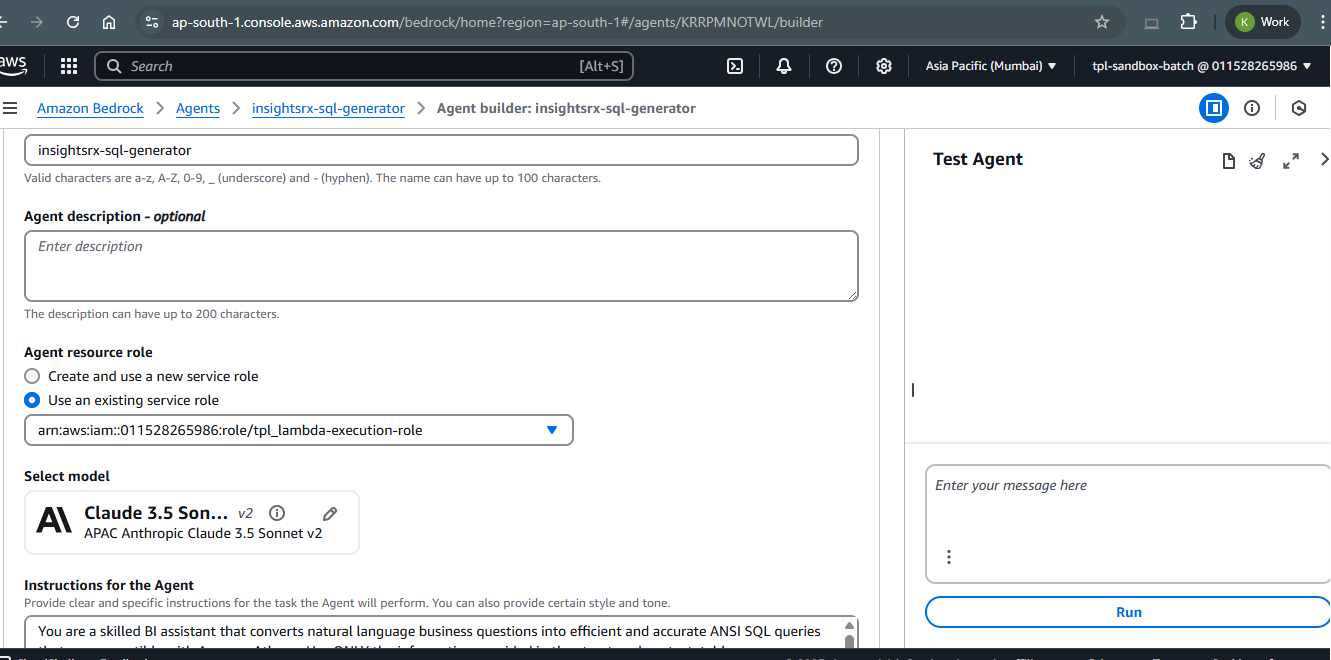 ap-south-1.console.aws.amazon.com/bedrock/home?region=ap-south-1#/agents/KRRPMNOTWL/builder
K Work
aws
Search [Alt+S]
Asia Pacific (Mumbai)
tpl-sandbox-batch @ 011528265986
Amazon Bedrock > Agents > insightsrx-sql-generator > Agent builder: insightsrx-sql-generator
insightsrx-sql-generator
Valid characters are a-z, A-Z, 0-9, _ (underscore) and - (hyphen). The name can have up to 100 characters.
Agent description - optional
Enter description
The description can have up to 200 characters.
Agent resource role
Create and use a new service role
Use an existing service role
arn:aws:iam::011528265986:role/tpl_lambda-execution-role
Select model
Claude 3.5 Son... v2
APAC Anthropic Claude 3.5 Sonnet v2
Instructions for the Agent
Provide clear and specific instructions for the task the Agent will perform. You can also provide certain style and tone.
You are a skilled BI assistant that converts natural language business questions into efficient and accurate ANSI SQL queries
Test Agent
Enter your message here
Run